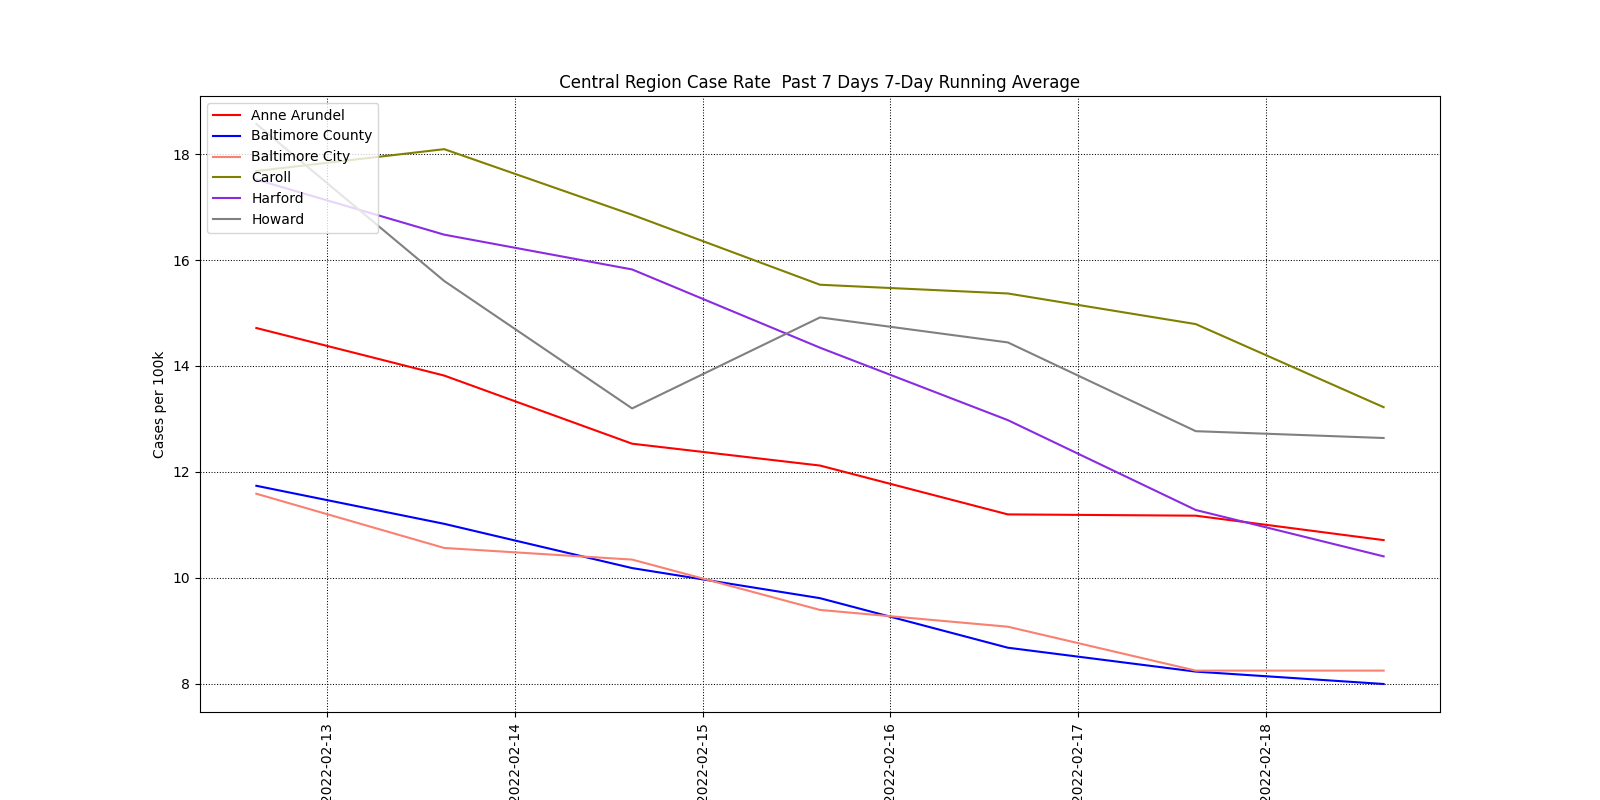 Central Region Case Rate  Past 7 Days 7-Day Running Average
Anne Arundel
Baltimore County
Baltimore City
Caroll
Harford
Howard
Cases per 100k
18
16
14
12
10
8
2022-02-13
2022-02-14
2022-02-15
2022-02-16
2022-02-17
2022-02-18